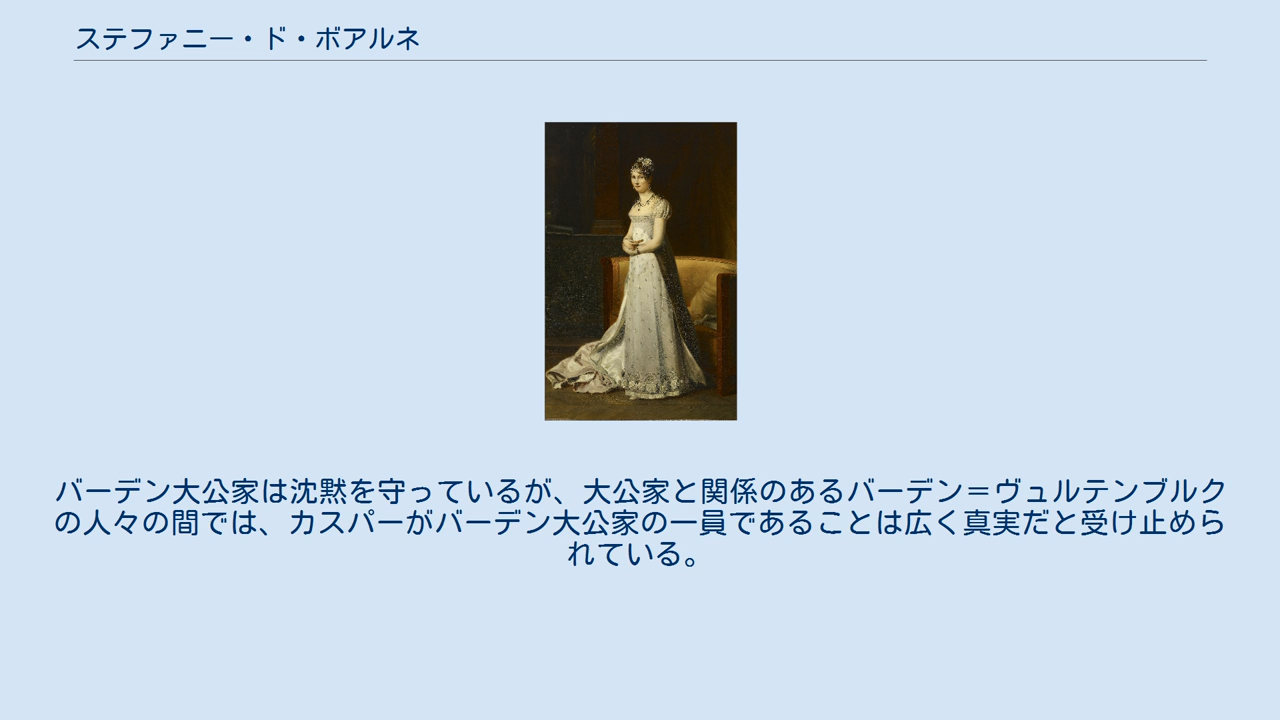 ステファニー・ド・ボアルネ
バーデン大公家は沈黙を守っているが、大公家と関係のあるバーデン＝ヴュルテンブルク
の人々の間では、カスパーがバーデン大公家の一員であることは広く真実だと受け止めら
れている。